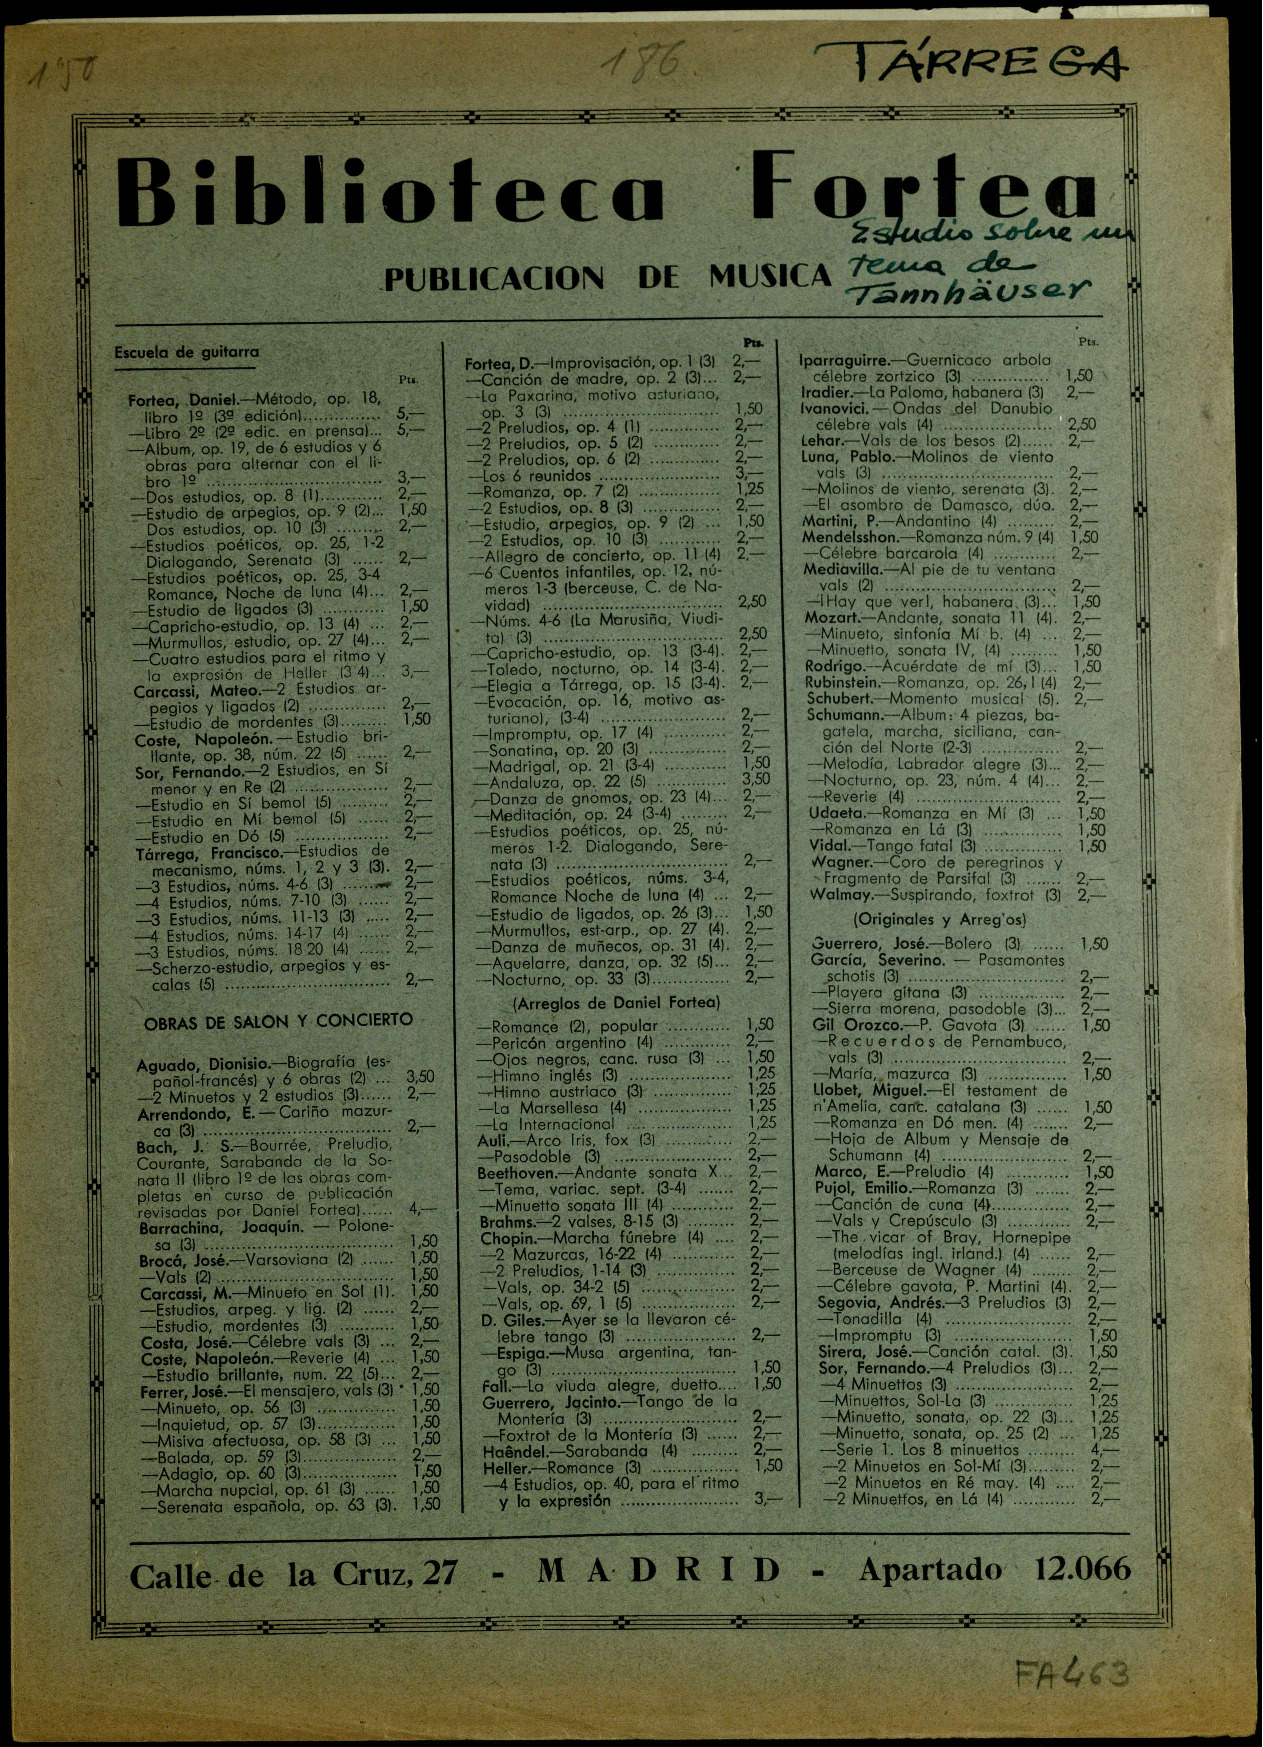 1'50
186.
TÁRREGA
Biblioteca Fortea
Estudio sobre un
PUBLICACION DE MUSICA
tema de
Tannhäuser
Escuela de guitarra
Pts.
Fortea, Daniel.—Método, op. 18,
libro 1º (3ª edición).............. 5,—
—Libro 2º (2ª edic. en prensa)... 5,—
—Album, op. 19, de 6 estudios y 6
obras para alternar con el li-
bro 1º ................................ 3,—
—Dos estudios, op. 8 (1)........... 2,—
—Estudio de arpegios, op. 9 (2)... 1,50
Dos estudios, op. 10 (3) ......... 2,—
—Estudios poéticos, op. 25, 1-2
Dialogando, Serenata (3) ...... 2,—
—Estudios poéticos, op. 25, 3-4
Romance, Noche de luna (4)... 2,—
—Estudio de ligados (3) ........... 1,50
—Capricho-estudio, op. 13 (4) ... 2,—
—Murmullos, estudio, op. 27 (4)... 2,—
—Cuatro estudios para el ritmo y
la expresión de Heller (3 4)... 3,—
Carcassi, Mateo.—2 Estudios ar-
pegios y ligados (2) .............. 2,—
—Estudio de mordentes (3)......... 1,50
Coste, Napoleón.—Estudio bri-
llante, op. 38, núm. 22 (5) ...... 2,—
Sor, Fernando.—2 Estudios, en Sí
menor y en Re (2) ................. 2,—
—Estudio en Sí bemol (5) ......... 2,—
—Estudio en Mí bemol (5) ...... 2,—
—Estudio en Dó (5) ................. 2,—
Tárrega, Francisco.—Estudios de
mecanismo, núms. 1, 2 y 3 (3). 2,—
—3 Estudios, núms. 4-6 (3) ......... 2,—
—4 Estudios, núms. 7-10 (3) ...... 2,—
—3 Estudios, núms. 11-13 (3) ..... 2,—
—4 Estudios, núms. 14-17 (4) ...... 2,—
—3 Estudios, núms. 18 20 (4) ...... 2,—
—Scherzo-estudio, arpegios y es-
calas (5) .............................. 2,—
OBRAS DE SALON Y CONCIERTO
Aguado, Dionisio.—Biografía (es-
pañol-francés) y 6 obras (2) ... 3,50
—2 Minuetos y 2 estudios (3)...... 2,—
Arrendondo, E.—Cariño mazur-
ca (3) .................................. 2,—
Bach, J. S.—Bourrée, Preludio,
Courante, Sarabanda de la So-
nata II (libro 1º de las obras com-
pletas en curso de publicación
revisadas por Daniel Fortea)...... 4,—
Barrachina, Joaquín. — Polone-
sa (3) .................................. 1,50
Brocá, José.—Varsoviana (2) ...... 1,50
—Vals (2) ................................ 1,50
Carcassi, M.—Minueto en Sol (1). 1,50
—Estudios, arpeg. y lig. (2) ...... 2,—
—Estudio, mordentes (3) .......... 1,50
Costa, José.—Célebre vals (3) ... 2,—
Coste, Napoleón.—Reverie (4) ... 1,50
—Estudio brillante, num. 22 (5)... 2,—
Ferrer, José.—El mensajero, vals (3) 1,50
—Minueto, op. 56 (3) .............. 1,50
—Inquietud, op. 57 (3).............. 1,50
—Misiva afectuosa, op. 58 (3) ... 1,50
—Balada, op. 59 (3)................. 2,—
—Adagio, op. 60 (3)................. 1,50
—Marcha nupcial, op. 61 (3) ...... 1,50
—Serenata española, op. 63 (3). 1,50
Pts.
Fortea, D.—Improvisación, op. 1 (3) 2,—
—Canción de madre, op. 2 (3)... 2,—
—La Paxarina, motivo asturiano,
op. 3 (3) ............................ 1,50
—2 Preludios, op. 4 (1) ............. 2,—
—2 Preludios, op. 5 (2) ............. 2,—
—2 Preludios, op. 6 (2) ............. 2,—
—Los 6 reunidos ...................... 3,—
—Romanza, op. 7 (2) ............... 1,25
—2 Estudios, op. 8 (3) .............. 2,—
—Estudio, arpegios, op. 9 (2) ... 1,50
—2 Estudios, op. 10 (3) ........... 2,—
—Allegro de concierto, op. 11 (4) 2,—
—6 Cuentos infantiles, op. 12, nú-
meros 1-3 (berceuse, C. de Na-
vidad) ................................ 2,50
—Núms. 4-6 (La Marusiña, Viudi-
ta) (3) ................................ 2,50
—Capricho-estudio, op. 13 (3-4). 2,—
—Toledo, nocturno, op. 14 (3-4). 2,—
—Elegia a Tárrega, op. 15 (3-4). 2,—
—Evocación, op. 16, motivo as-
turiano), (3-4) ...................... 2,—
—Impromptu, op. 17 (4) ............ 2,—
—Sonatina, op. 20 (3) .............. 2,—
—Madrigal, op. 21 (3-4) ........... 1,50
—Andaluza, op. 22 (5) ............. 3,50
—Danza de gnomos, op. 23 (4)... 2,—
—Meditación, op. 24 (3-4) ......... 2,—
—Estudios poéticos, op. 25, nú-
meros 1-2. Dialogando, Sere-
nata (3) .............................. 2,—
—Estudios poéticos, núms. 3-4,
Romance Noche de luna (4) ... 2,—
—Estudio de ligados, op. 26 (3)... 1,50
—Murmullos, est-arp., op. 27 (4). 2,—
—Danza de muñecos, op. 31 (4). 2,—
—Aquelarre, danza, op. 32 (5)... 2,—
—Nocturno, op. 33 (3).............. 2,—
(Arreglos de Daniel Fortea)
—Romance (2), popular ............ 1,50
—Pericón argentino (4) ............. 2,—
—Ojos negros, canc. rusa (3) ... 1,50
—Himno inglés (3) ................... 1,25
—Himno austriaco (3) ............... 1,25
—La Marsellesa (4) ................. 1,25
—La Internacional ................... 1,25
Auli.—Arco Iris, fox (3) ............ 2,—
—Pasodoble (3) ...................... 2,—
Beethoven.—Andante sonata X... 2,—
—Tema, variac. sept. (3-4) ....... 2,—
—Minuetto sonata III (4) ........... 2,—
Brahms.—2 valses, 8-15 (3) ......... 2,—
Chopin.—Marcha fúnebre (4) .... 2,—
—2 Mazurcas, 16-22 (4) ........... 2,—
—2 Preludios, 1-14 (3) .............. 2,—
—Vals, op. 34-2 (5) ................. 2,—
—Vals, op. 69, 1 (5) ................. 2,—
D. Giles.—Ayer se la llevaron cé-
lebre tango (3) .................... 2,—
—Espiga.—Musa argentina, tan-
go (3) ................................ 1,50
Fall.—La viuda alegre, duetto.... 1,50
Guerrero, Jacinto.—Tango de la
Montería (3) ........................ 2,—
—Foxtrot de la Montería (3) ...... 2,—
Haëndel.—Sarabanda (4) ......... 2,—
Heller.—Romance (3) ................ 1,50
—4 Estudios, op. 40, para el ritmo
y la expresión ..................... 3,—
Pts.
Iparraguirre.—Guernicaco arbola
célebre zortzico (3) ............... 1,50
Iradier.—La Paloma, habanera (3) 2,—
Ivanovici.—Ondas del Danubio
célebre vals (4) .................... 2,50
Lehar.—Vals de los besos (2)...... 2,—
Luna, Pablo.—Molinos de viento
vals (3) ............................... 2,—
—Molinos de viento, serenata (3). 2,—
—El asombro de Damasco, dúo. 2,—
Martini, P.—Andantino (4) ......... 2,—
Mendelsshon.—Romanza núm. 9 (4) 1,50
—Célebre barcarola (4) ........... 2,—
Mediavilla.—Al pie de tu ventana
vals (2) ............................... 2,—
—¡Hay que ver!, habanera (3)... 1,50
Mozart.—Andante, sonata 11 (4). 2,—
—Minueto, sinfonía Mí b. (4) ... 2,—
—Minuetto, sonata IV, (4) ......... 1,50
Rodrigo.—Acuérdate de mí (3)... 1,50
Rubinstein.—Romanza, op. 26,1 (4) 2,—
Schubert.—Momento musical (5). 2,—
Schumann.—Album: 4 piezas, ba-
gatela, marcha, siciliana, can-
ción del Norte (2-3) .............. 2,—
—Melodía, Labrador alegre (3)... 2,—
—Nocturno, op. 23, núm. 4 (4)... 2,—
—Reverie (4) .......................... 2,—
Udaeta.—Romanza en Mí (3) ... 1,50
—Romanza en Lá (3) .............. 1,50
Vidal.—Tango fatal (3) .............. 1,50
Wagner.—Coro de peregrinos y
Fragmento de Parsifal (3) ....... 2,—
Walmay.—Suspirando, foxtrot (3) 2,—
(Originales y Arreg'os)
Guerrero, José.—Bolero (3) ...... 1,50
García, Severino. — Pasamontes
schotis (3) ............................ 2,—
—Playera gitana (3) ................ 2,—
—Sierra morena, pasodoble (3)... 2,—
Gil Orozco.—P. Gavota (3) ...... 1,50
—Recuerdos de Pernambuco,
vals (3) ................................ 2,—
—María, mazurca (3) .............. 1,50
Llobet, Miguel.—El testament de
n'Amelia, canc. catalana (3) ...... 1,50
—Romanza en Dó men. (4) ....... 2,—
—Hoja de Album y Mensaje de
Schumann (4) ....................... 2,—
Marco, E.—Preludio (4) ........... 1,50
Pujol, Emilio.—Romanza (3) ....... 2,—
—Canción de cuna (4).............. 2,—
—Vals y Crepúsculo (3) ............ 2,—
—The vicar of Bray, Hornepipe
(melodías ingl. irland.) (4) ...... 2,—
—Berceuse de Wagner (4) ........ 2,—
—Célebre gavota, P. Martini (4). 2,—
Segovia, Andrés.—3 Preludios (3) 2,—
—Tonadilla (4) ....................... 2,—
—Impromptu (3) ..................... 1,50
Sirera, José.—Canción catal. (3). 1,50
Sor, Fernando.—4 Preludios (3)... 2,—
—4 Minuettos (3) ..................... 2,—
—Minuettos, Sol-La (3) .............. 1,25
—Minuetto, sonata, op. 22 (3)... 1,25
—Minuetto, sonata, op. 25 (2) ... 1,25
—Serie 1. Los 8 minuettos ......... 4,—
—2 Minuetos en Sol-Mí (3)......... 2,—
—2 Minuetos en Ré may. (4) .... 2,—
—2 Minuettos, en Lá (4) ............ 2,—
Calle de la Cruz, 27 - MADRID - Apartado 12.066
FA463